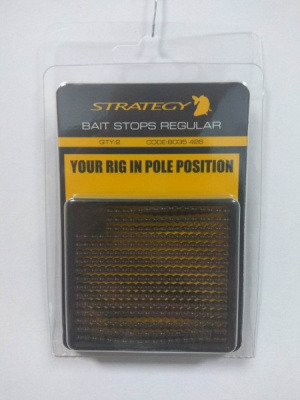 STRATEGY
BAIT STOPS REGULAR
QTY:2 CODE:8035 426
YOUR RIG IN POLE POSITION